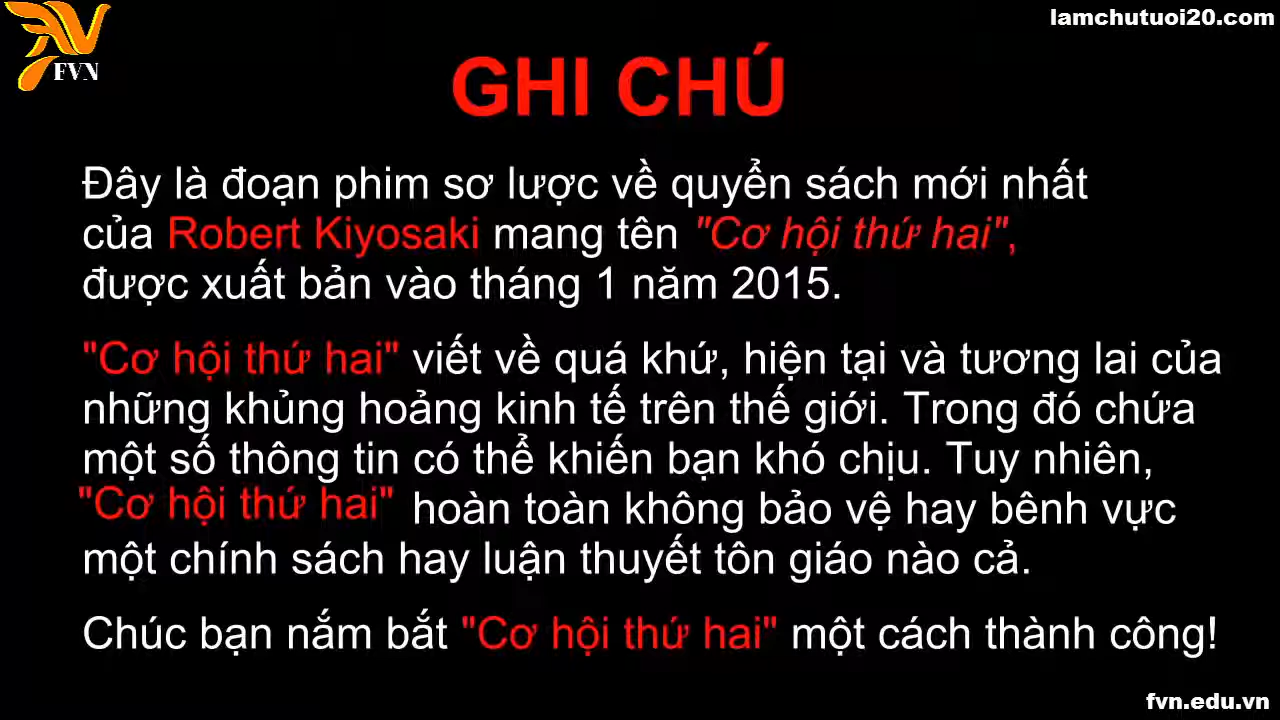 FVN
lamchutuoi20.com
GHI CHÚ
Đây là đoạn phim sơ lược về quyển sách mới nhất
của Robert Kiyosaki mang tên "Cơ hội thứ hai",
được xuất bản vào tháng 1 năm 2015.
"Cơ hội thứ hai" viết về quá khứ, hiện tại và tương lai của
những khủng hoảng kinh tế trên thế giới. Trong đó chứa
một số thông tin có thể khiến bạn khó chịu. Tuy nhiên,
"Cơ hội thứ hai" hoàn toàn không bảo vệ hay bênh vực
một chính sách hay luận thuyết tôn giáo nào cả.
Chúc bạn nắm bắt "Cơ hội thứ hai" một cách thành công!
fvn.edu.vn